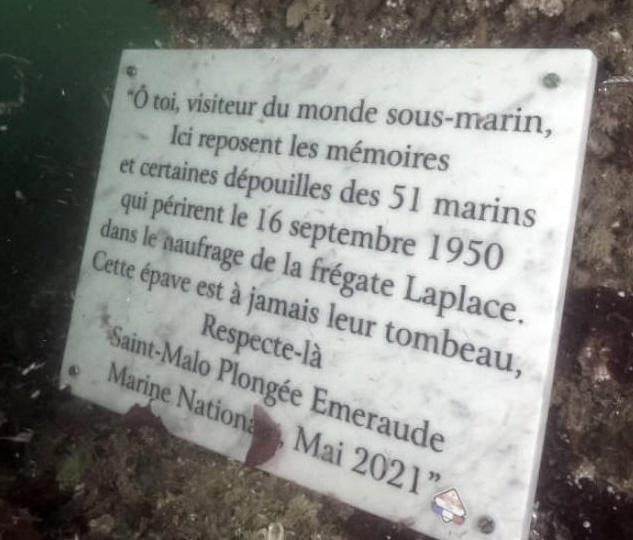 "Ô toi, visiteur du monde sous-marin,
Ici reposent les mémoires
et certaines dépouilles des 51 marins
qui périrent le 16 septembre 1950
dans le naufrage de la frégate Laplace.
Cette épave est à jamais leur tombeau,
Respecte-là
Saint-Malo Plongée Emeraude
Marine Nationa , Mai 2021"